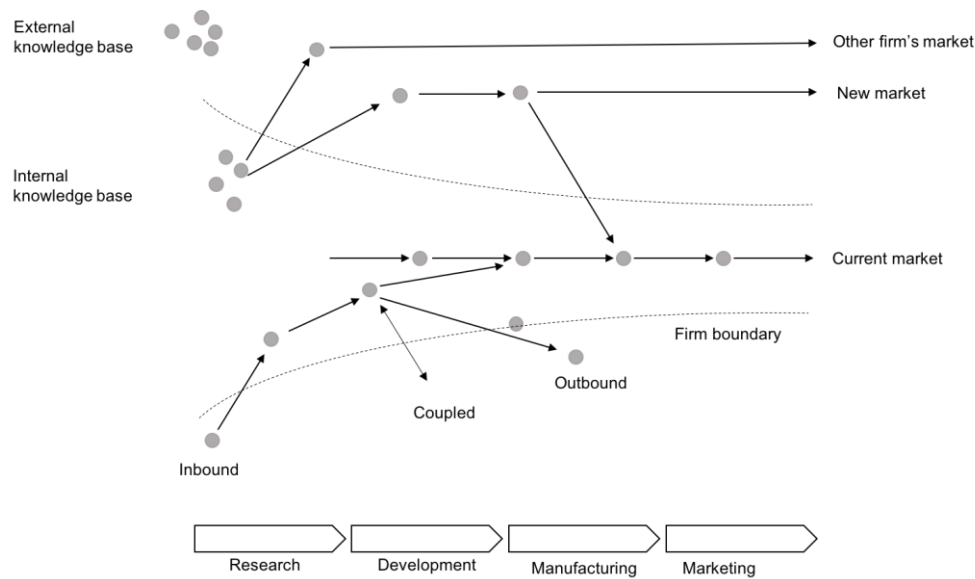 External
knowledge base
Other firm's market
New market
Internal
knowledge base
Current market
Firm boundary
Outbound
Coupled
Inbound
Research
Development
Manufacturing
Marketing